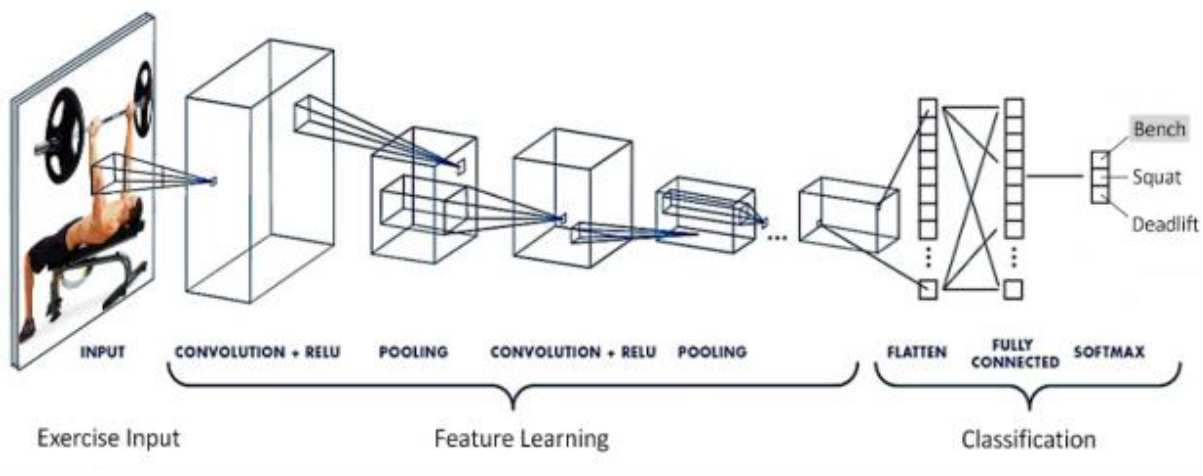 Bench
Squat
Deadlift
INPUT
CONVOLUTION + RELU
POOLING
CONVOLUTION + RELU
POOLING
FLATTEN
FULLY
CONNECTED
SOFTMAX
Exercise Input
Feature Learning
Classification